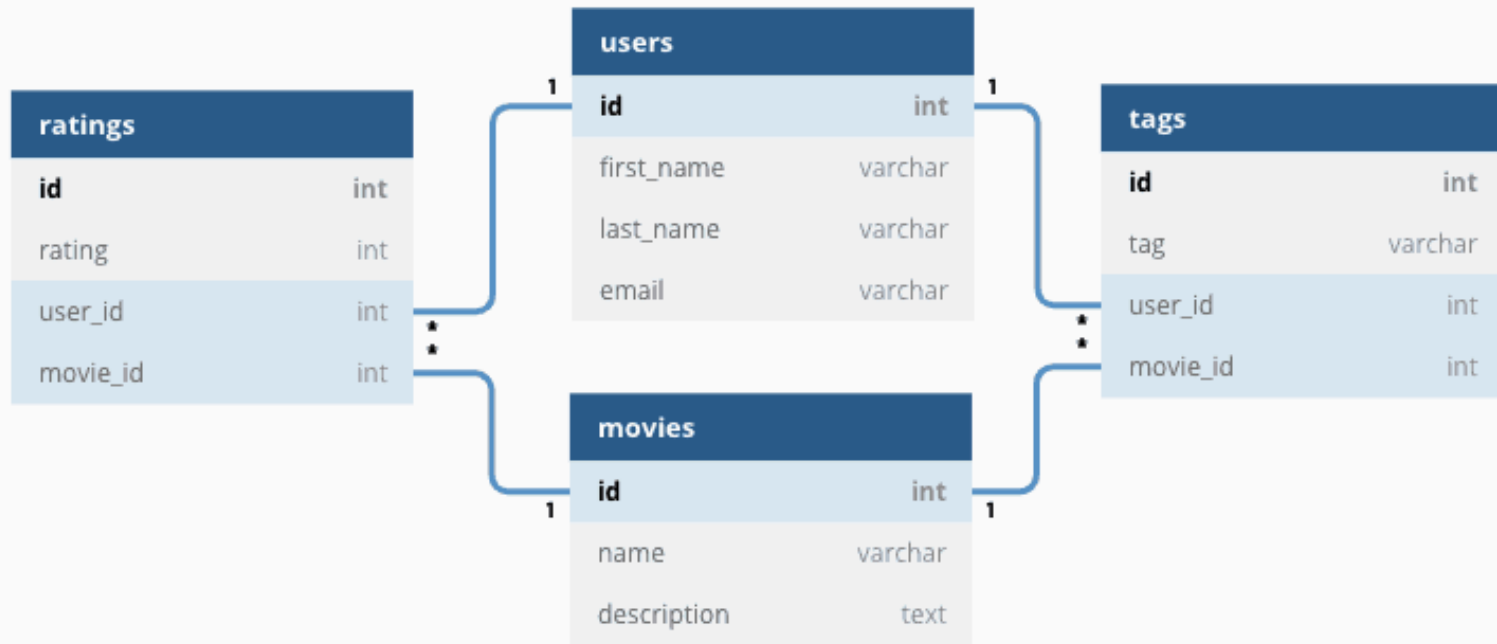 ratings
id int
rating int
user_id int
*
*
movie_id int
users
1
1
id int
first_name varchar
last_name varchar
email varchar
movies
id int
1
1
name varchar
description text
tags
id int
tag varchar
user_id int
*
*
movie_id int